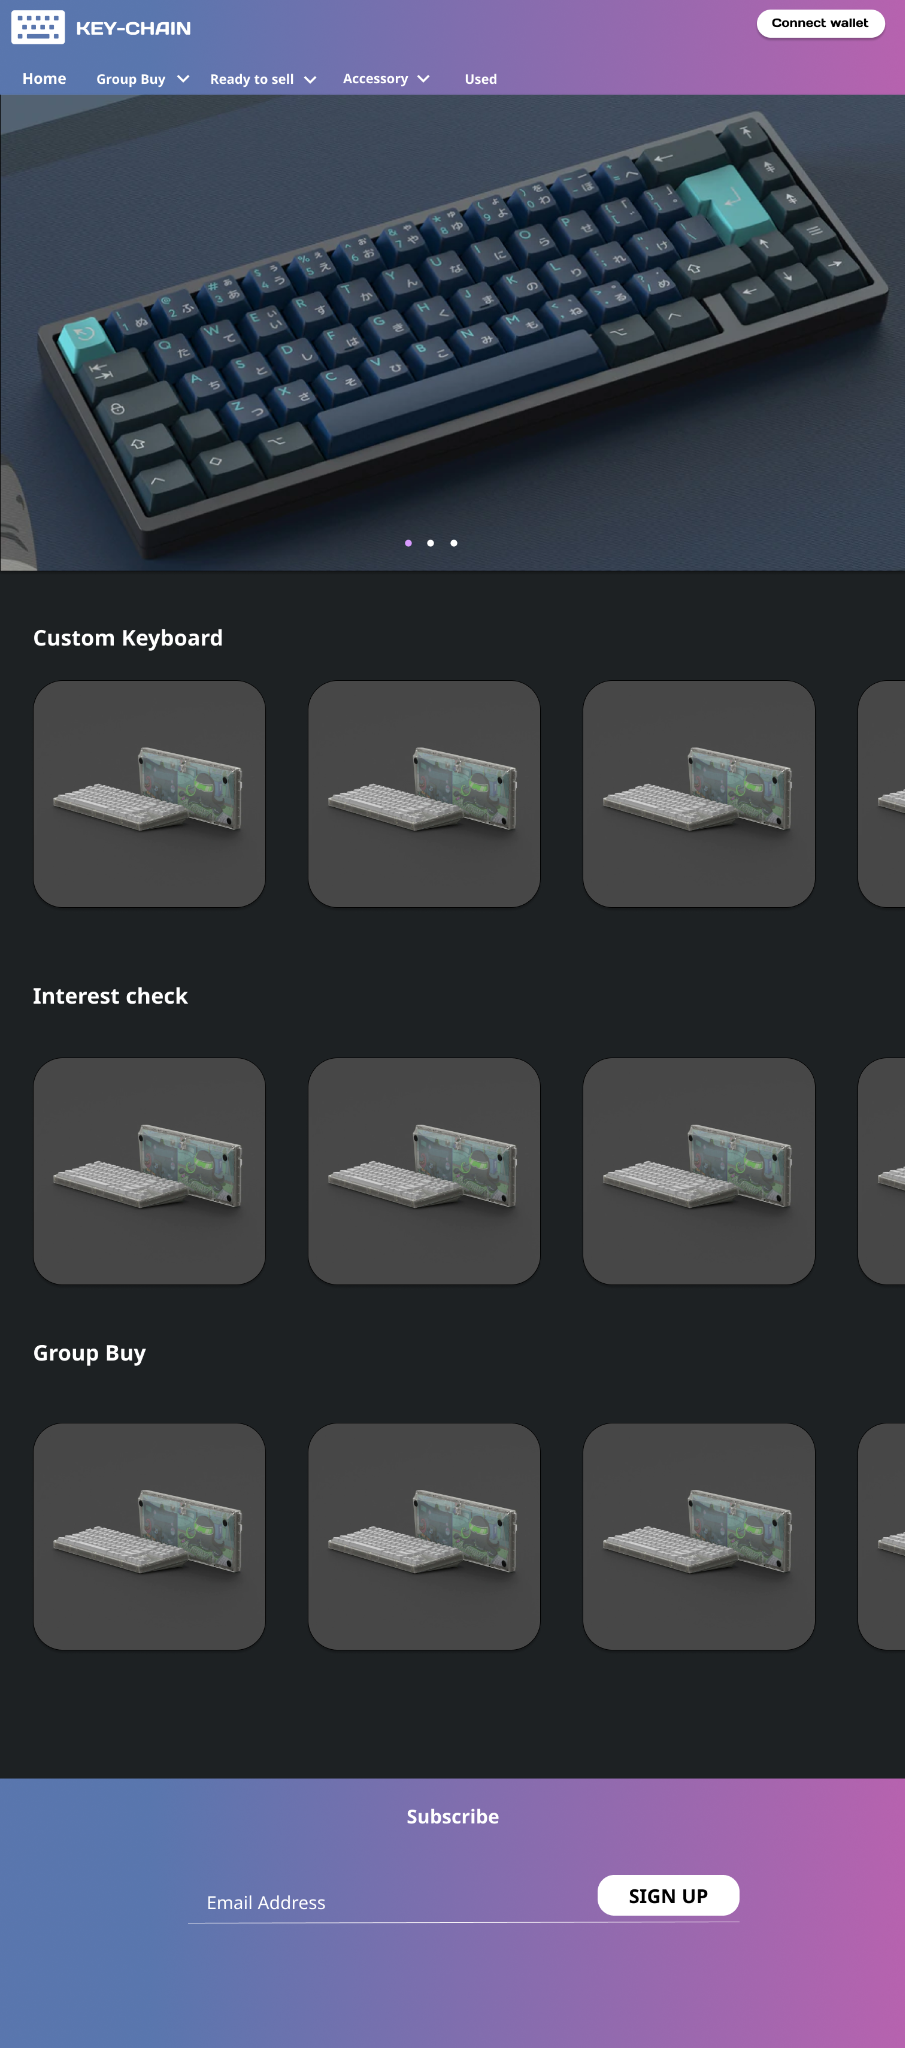 KEY-CHAIN
Connect wallet
Home
Group Buy
Ready to sell
Accessory
Used
Custom Keyboard
Interest check
Group Buy
Subscribe
Email Address
SIGN UP